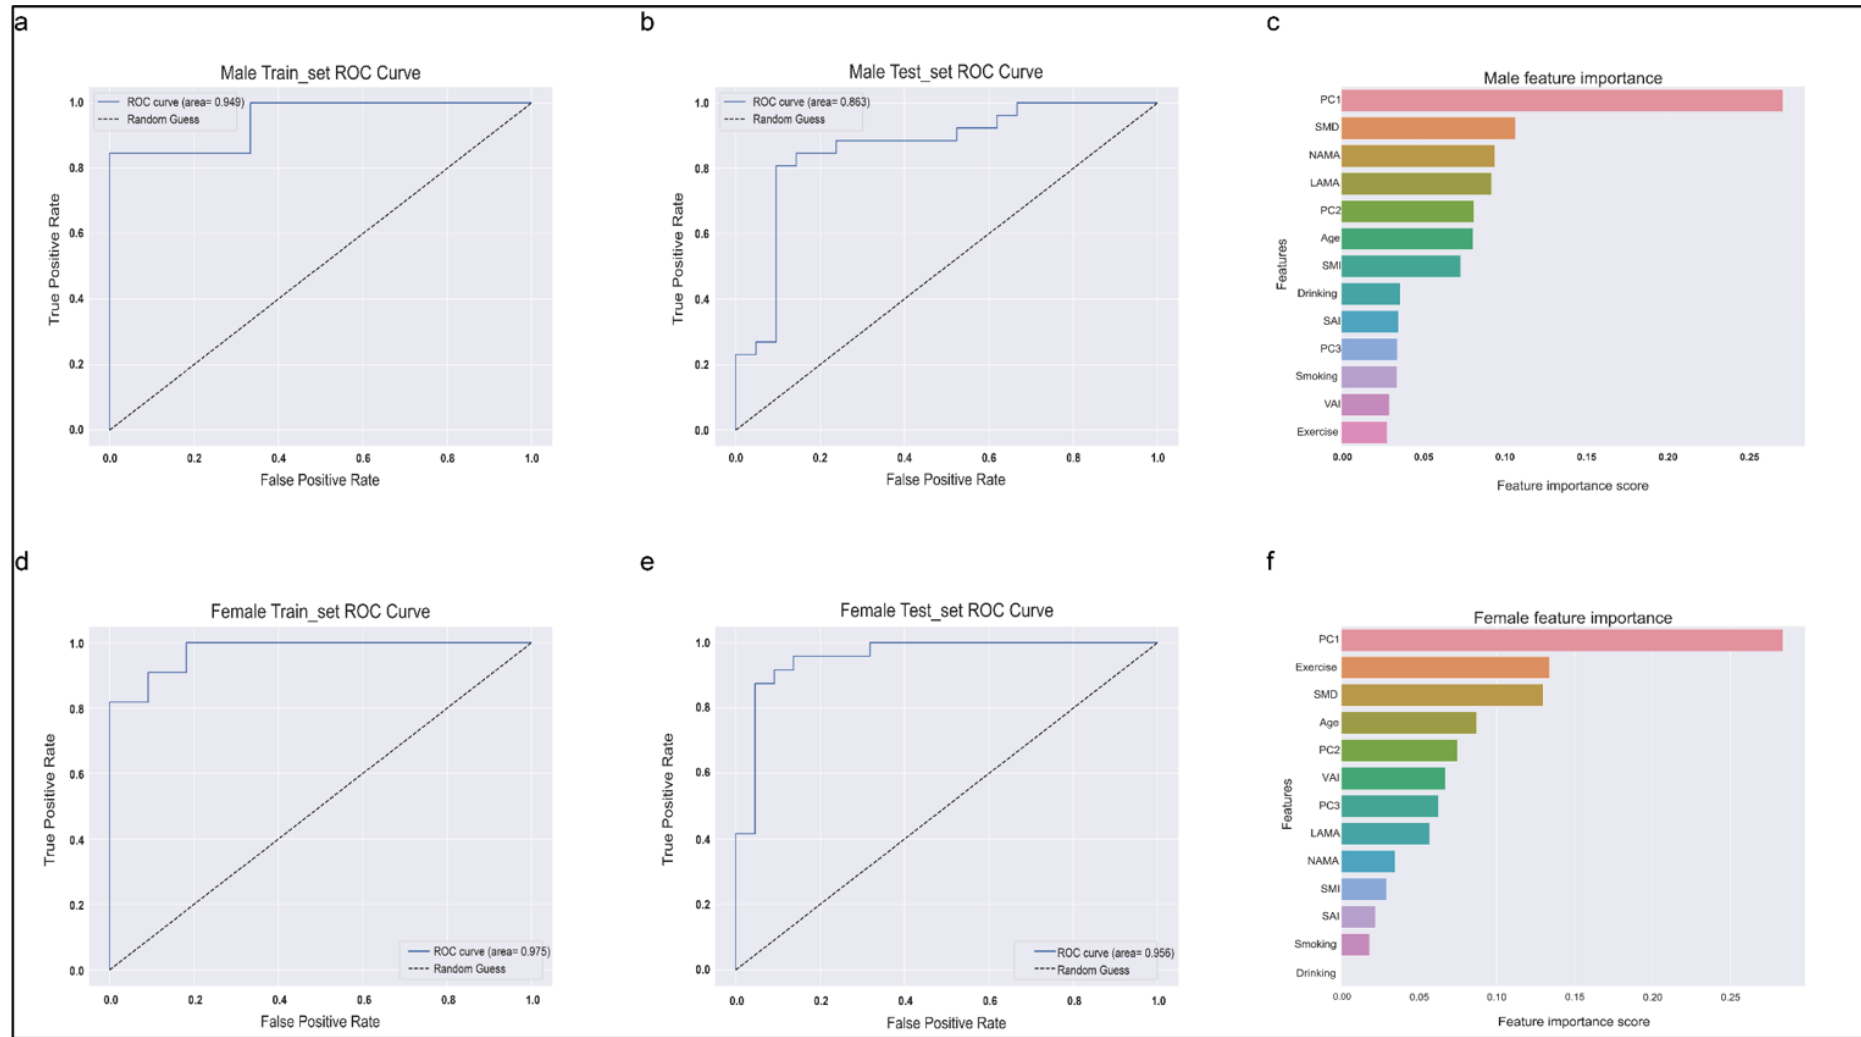 a
Male Train_set ROC Curve
ROC curve (area= 0.949)
Random Guess
True Positive Rate
1.0
0.8
0.6
0.4
0.2
0.0
0.0 0.2 0.4 0.6 0.8 1.0
False Positive Rate
b
Male Test_set ROC Curve
ROC curve (area= 0.863)
Random Guess
True Positive Rate
1.0
0.8
0.6
0.4
0.2
0.0
0.0 0.2 0.4 0.6 0.8 1.0
False Positive Rate
c
Male feature importance
Features
PC1
SMD
NAMA
LAMA
PC2
Age
SMI
Drinking
SAI
PC3
Smoking
VAI
Exercise
0.00 0.05 0.10 0.15 0.20 0.25
Feature importance score
d
Female Train_set ROC Curve
True Positive Rate
1.0
0.8
0.6
0.4
0.2
0.0
ROC curve (area= 0.975)
Random Guess
0.0 0.2 0.4 0.6 0.8 1.0
False Positive Rate
e
Female Test_set ROC Curve
True Positive Rate
1.0
0.8
0.6
0.4
0.2
0.0
ROC curve (area= 0.956)
Random Guess
0.0 0.2 0.4 0.6 0.8 1.0
False Positive Rate
f
Female feature importance
Features
PC1
Exercise
SMD
Age
PC2
VAI
PC3
LAMA
NAMA
SMI
SAI
Smoking
Drinking
0.00 0.05 0.10 0.15 0.20 0.25
Feature importance score